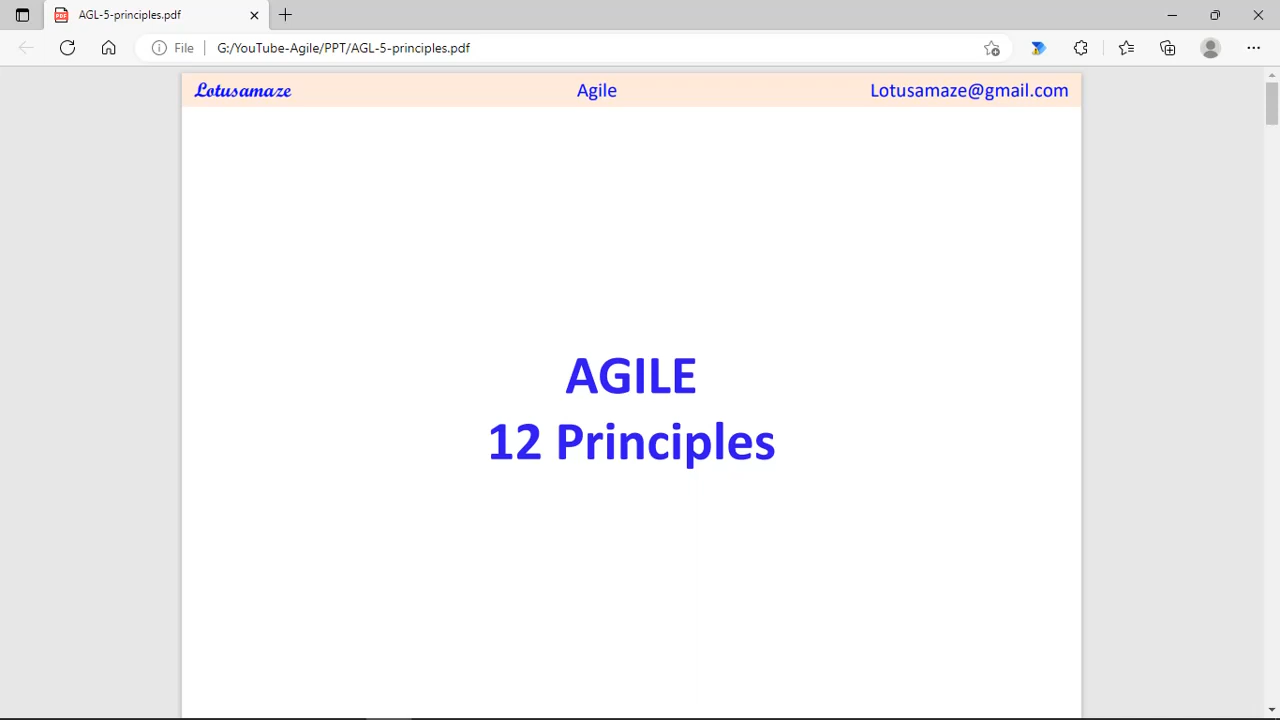 AGL-5-principles.pdf
File
G:/YouTube-Agile/PPT/AGL-5-principles.pdf
Lotusamaze
Agile
Lotusamaze@gmail.com
AGILE
12 Principles